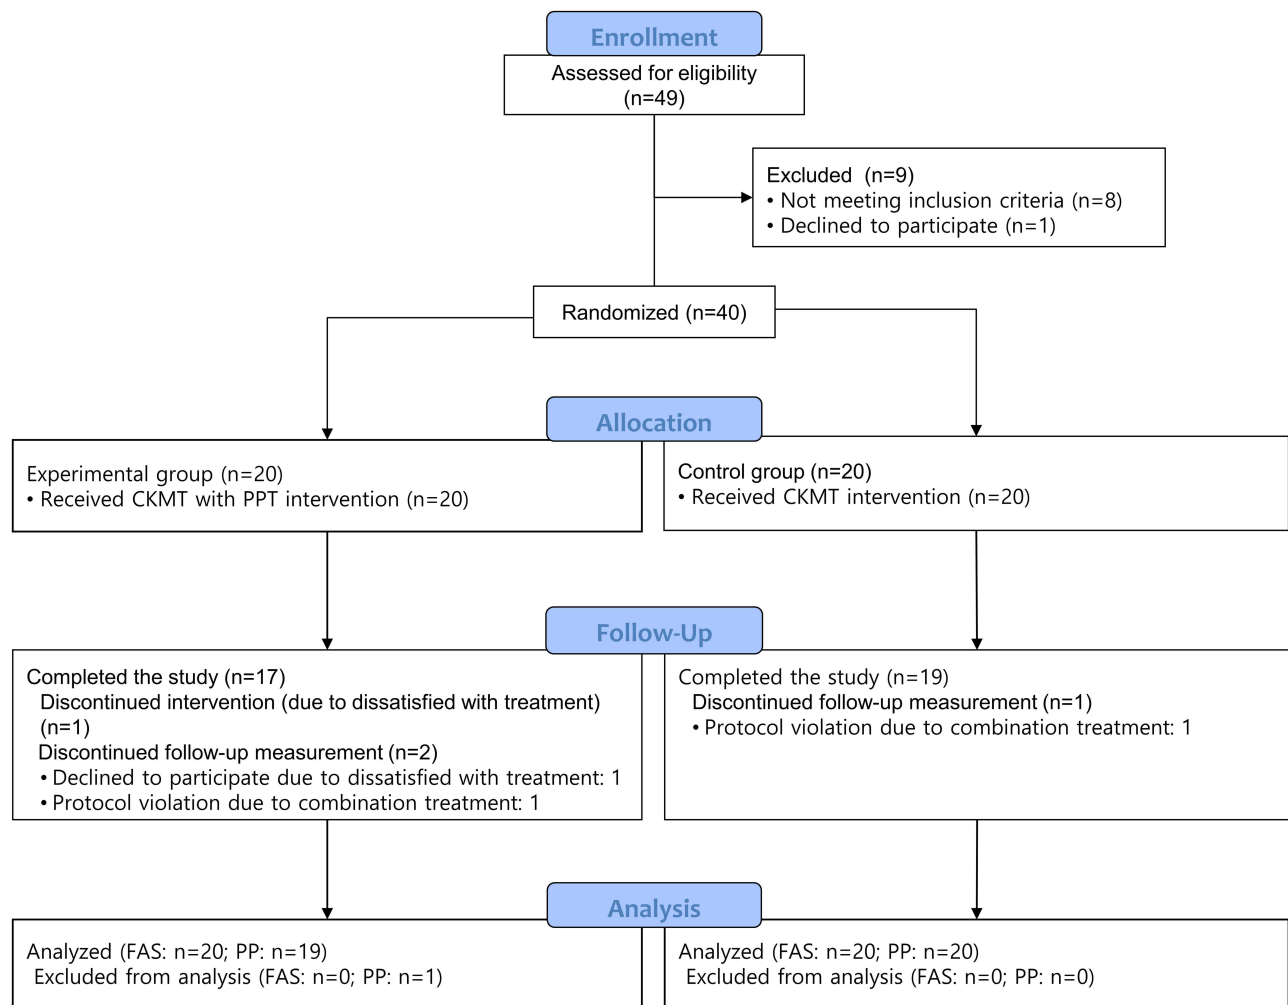 Enrollment
Assessed for eligibility
(n=49)
Excluded  (n=9)
• Not meeting inclusion criteria (n=8)
• Declined to participate (n=1)
Randomized (n=40)
Allocation
Experimental group (n=20)
• Received CKMT with PPT intervention (n=20)
Control group (n=20)
• Received CKMT intervention (n=20)
Follow-Up
Completed the study (n=17)
Discontinued intervention (due to dissatisfied with treatment)
(n=1)
Discontinued follow-up measurement (n=2)
• Declined to participate due to dissatisfied with treatment: 1
• Protocol violation due to combination treatment: 1
Completed the study (n=19)
Discontinued follow-up measurement (n=1)
• Protocol violation due to combination treatment: 1
Analysis
Analyzed (FAS: n=20; PP: n=19)
Excluded from analysis (FAS: n=0; PP: n=1)
Analyzed (FAS: n=20; PP: n=20)
Excluded from analysis (FAS: n=0; PP: n=0)